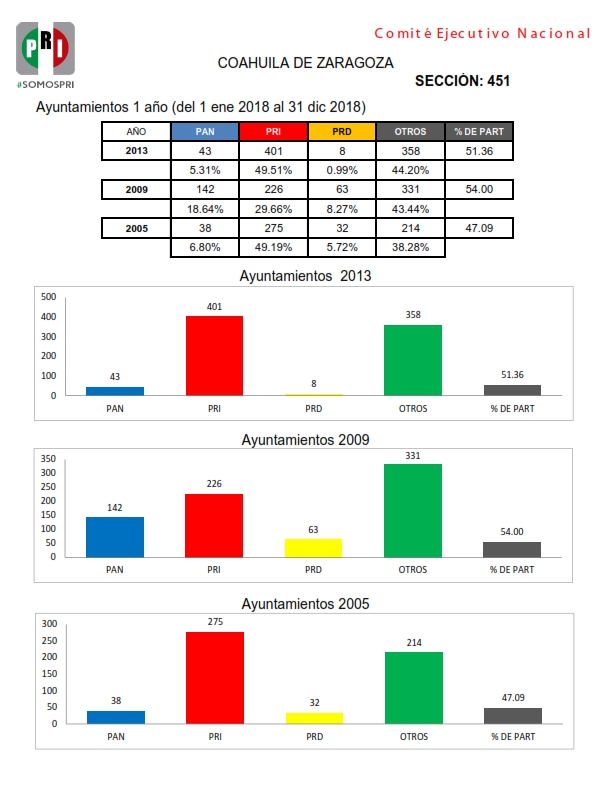 Comité Ejecutivo Nacional
PRI
#SOMOSPRI
COAHUILA DE ZARAGOZA
SECCIÓN: 451
Ayuntamientos 1 año (del 1 ene 2018 al 31 dic 2018)
AÑO PAN PRI PRD OTROS % DE PART
2013 43 401 8 358 51.36
5.31% 49.51% 0.99% 44.20%
2009 142 226 63 331 54.00
18.64% 29.66% 8.27% 43.44%
2005 38 275 32 214 47.09
6.80% 49.19% 5.72% 38.28%
Ayuntamientos 2013
500
400
300
200
100
0
43 401 8 358 51.36
PAN PRI PRD OTROS % DE PART
Ayuntamientos 2009
350
300
250
200
150
100
50
0
142 226 63 331 54.00
PAN PRI PRD OTROS % DE PART
Ayuntamientos 2005
300
250
200
150
100
50
0
38 275 32 214 47.09
PAN PRI PRD OTROS % DE PART